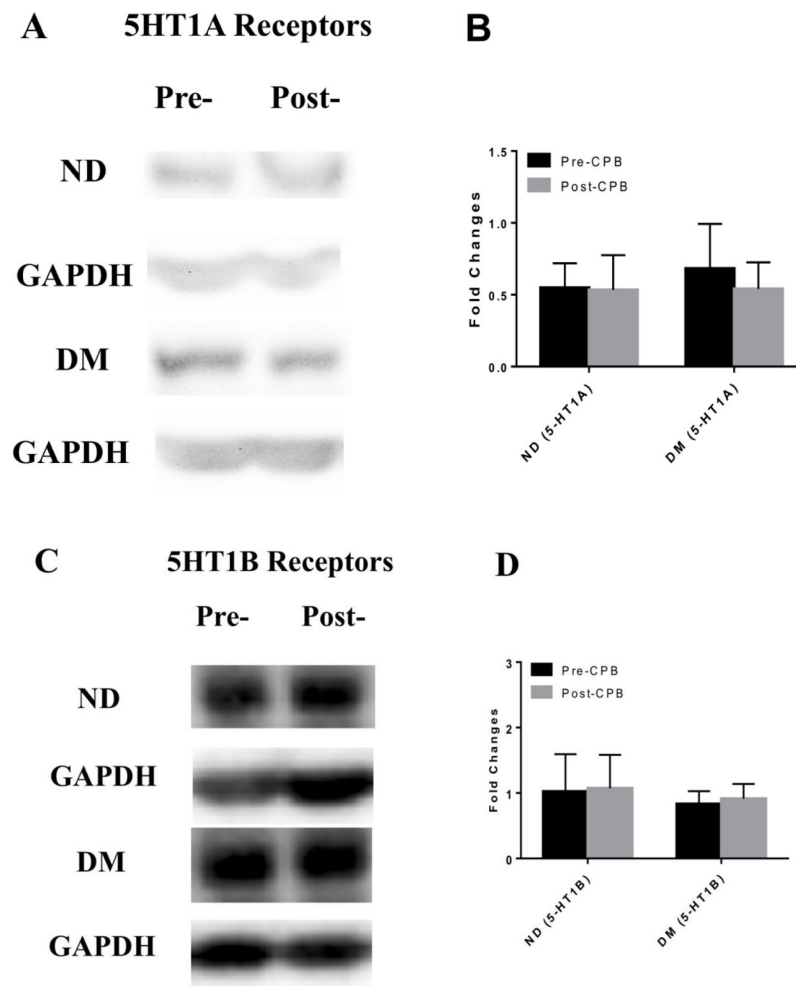 A 5HT1A Receptors
Pre- Post-
ND
GAPDH
DM
GAPDH
B
1.5
1.0
0.5
0.0
Fold Changes
Pre-CPB
Post-CPB
ND (5-HT1A)
DM (5-HT1A)
C 5HT1B Receptors
Pre- Post-
ND
GAPDH
DM
GAPDH
D
3
2
1
0
Fold Changes
Pre-CPB
Post-CPB
ND (5-HT1B)
DM (5-HT1B)